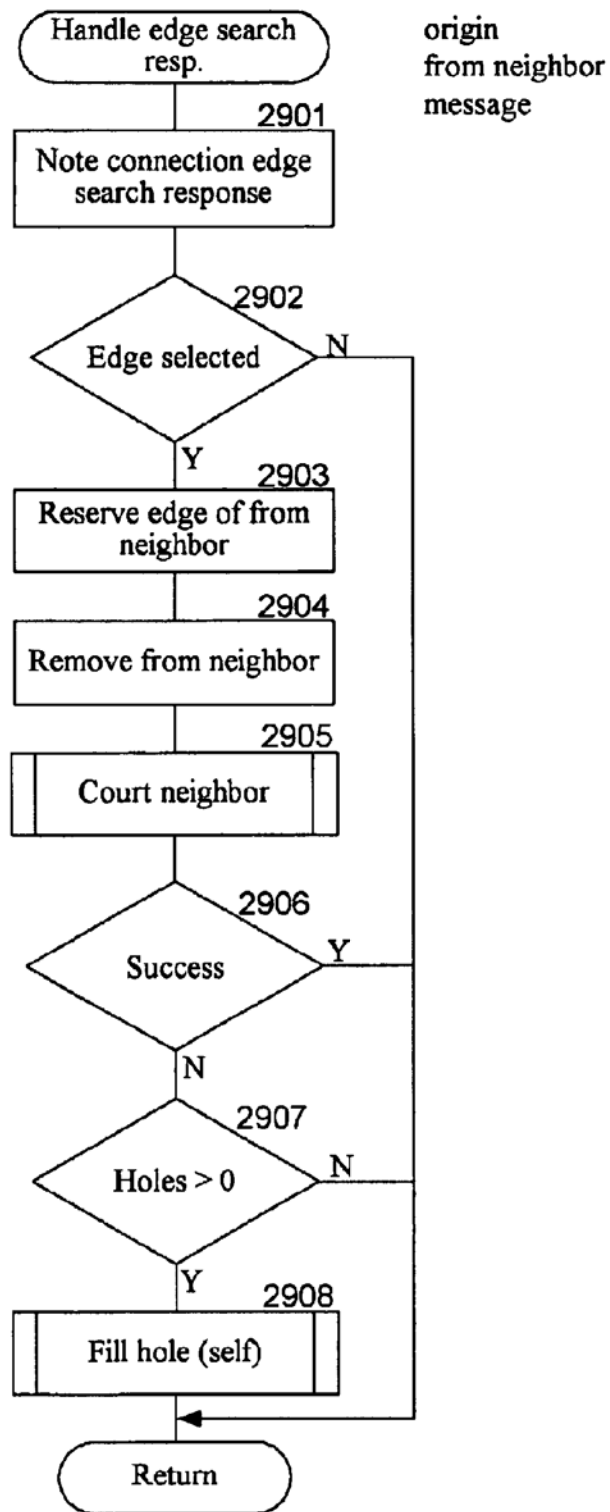 Handle edge search
resp.
origin
from neighbor
message
2901
Note connection edge
search response
2902
Edge selected
N
Y
2903
Reserve edge of from
neighbor
2904
Remove from neighbor
2905
Court neighbor
2906
Success
Y
N
2907
Holes > 0
N
Y
2908
Fill hole (self)
Return